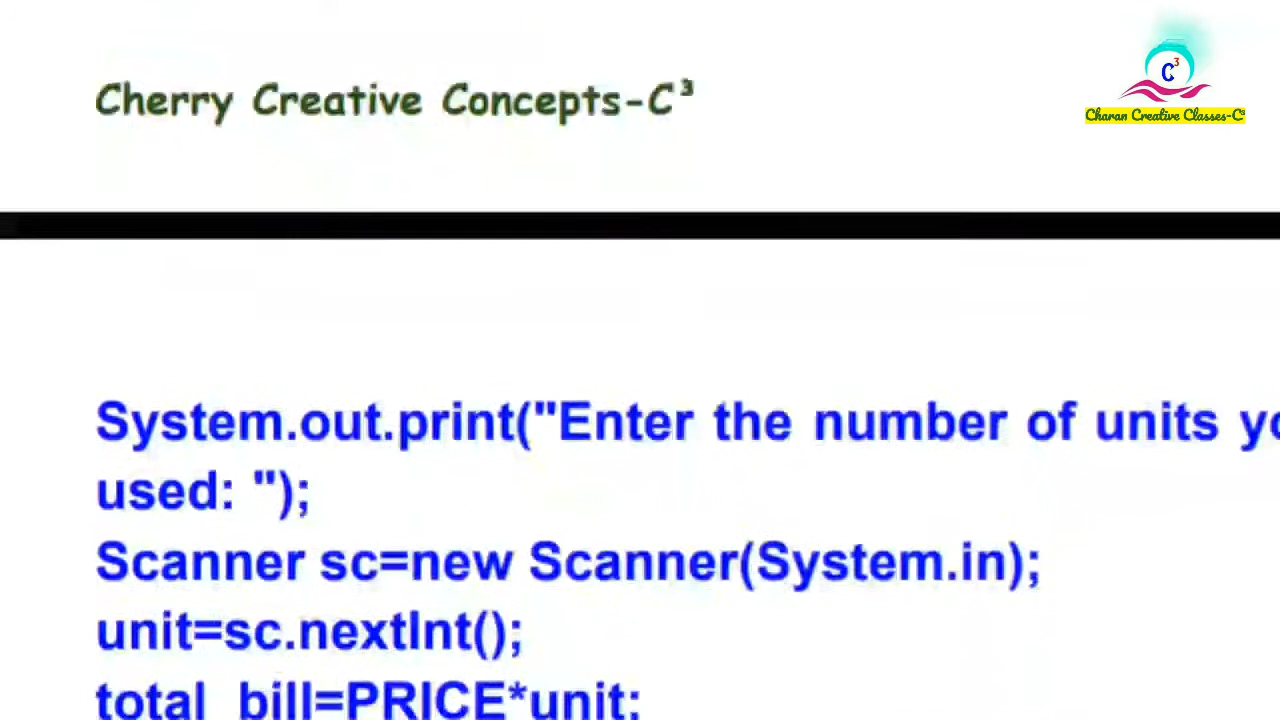 Cherry Creative Concepts-C³
C³
Charan Creative Classes-C³
System.out.print("Enter the number of units
used: ");
Scanner sc=new Scanner(System.in);
unit=sc.nextInt();
total_bill=PRICE*unit;